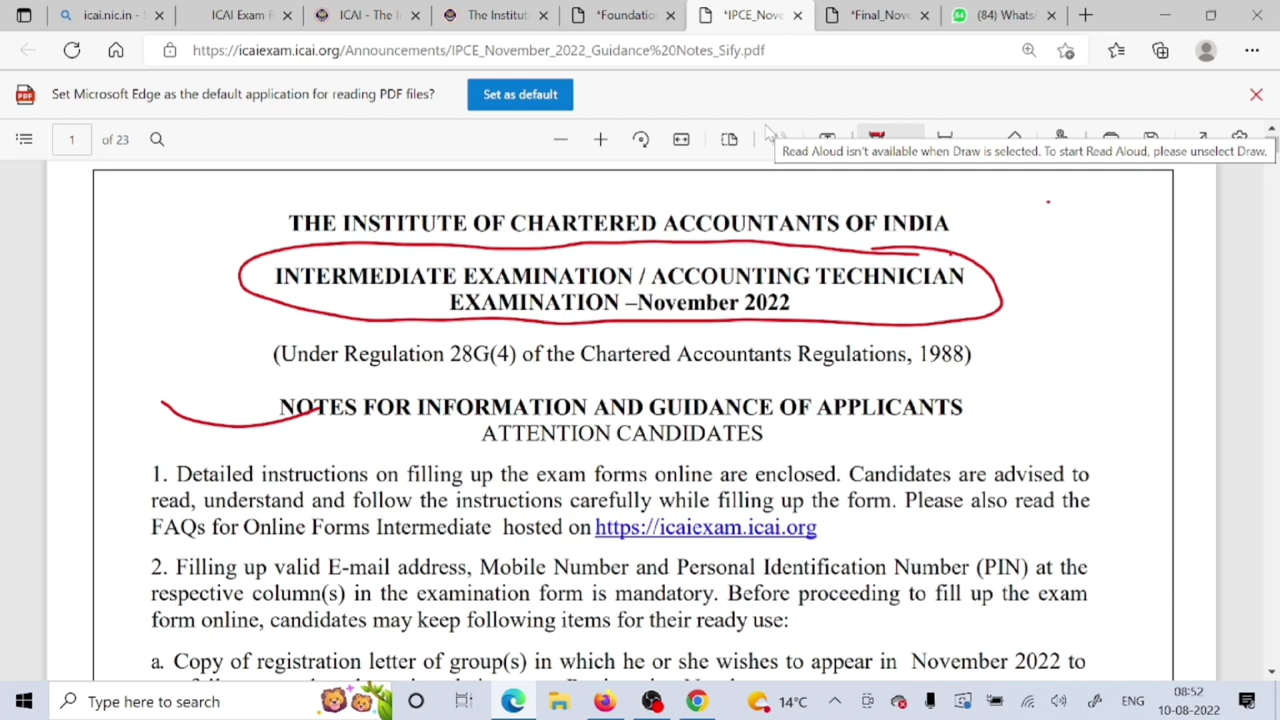 icai.nic.in - S
ICAI Exam F
ICAI - The I
The Institut
*Foundatio
*IPCE_Nov
*Final_Nov
(84) Whats
https://icaiexam.icai.org/Announcements/IPCE_November_2022_Guidance%20Notes_Sify.pdf
Set Microsoft Edge as the default application for reading PDF files?
Set as default
1 of 23
Read Aloud isn't available when Draw is selected. To start Read Aloud, please unselect Draw.
THE INSTITUTE OF CHARTERED ACCOUNTANTS OF INDIA
INTERMEDIATE EXAMINATION / ACCOUNTING TECHNICIAN
EXAMINATION –November 2022
(Under Regulation 28G(4) of the Chartered Accountants Regulations, 1988)
NOTES FOR INFORMATION AND GUIDANCE OF APPLICANTS
ATTENTION CANDIDATES
1. Detailed instructions on filling up the exam forms online are enclosed. Candidates are advised to
read, understand and follow the instructions carefully while filling up the form. Please also read the
FAQs for Online Forms Intermediate hosted on https://icaiexam.icai.org
2. Filling up valid E-mail address, Mobile Number and Personal Identification Number (PIN) at the
respective column(s) in the examination form is mandatory. Before proceeding to fill up the exam
form online, candidates may keep following items for their ready use:
a. Copy of registration letter of group(s) in which he or she wishes to appear in November 2022 to
Type here to search
14°C
ENG
08:52
10-08-2022